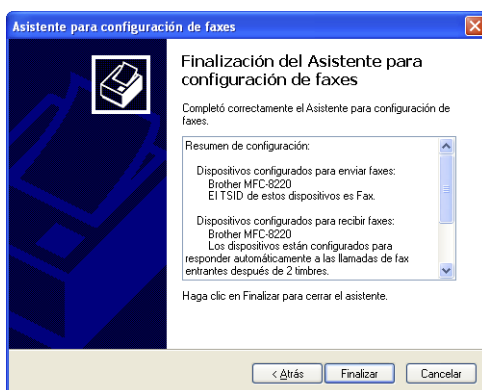 Asistente para configuración de faxes
Finalización del Asistente para
configuración de faxes
Completó correctamente el Asistente para configuración de
faxes.
Resumen de configuración:
Dispositivos configurados para enviar faxes:
Brother MFC-8220
El TSID de estos dispositivos es Fax.
Dispositivos configurados para recibir faxes:
Brother MFC-8220
Los dispositivos están configurados para
responder automáticamente a las llamadas de fax
entrantes después de 2 timbres.
Haga clic en Finalizar para cerrar el asistente.
< Atrás Finalizar Cancelar